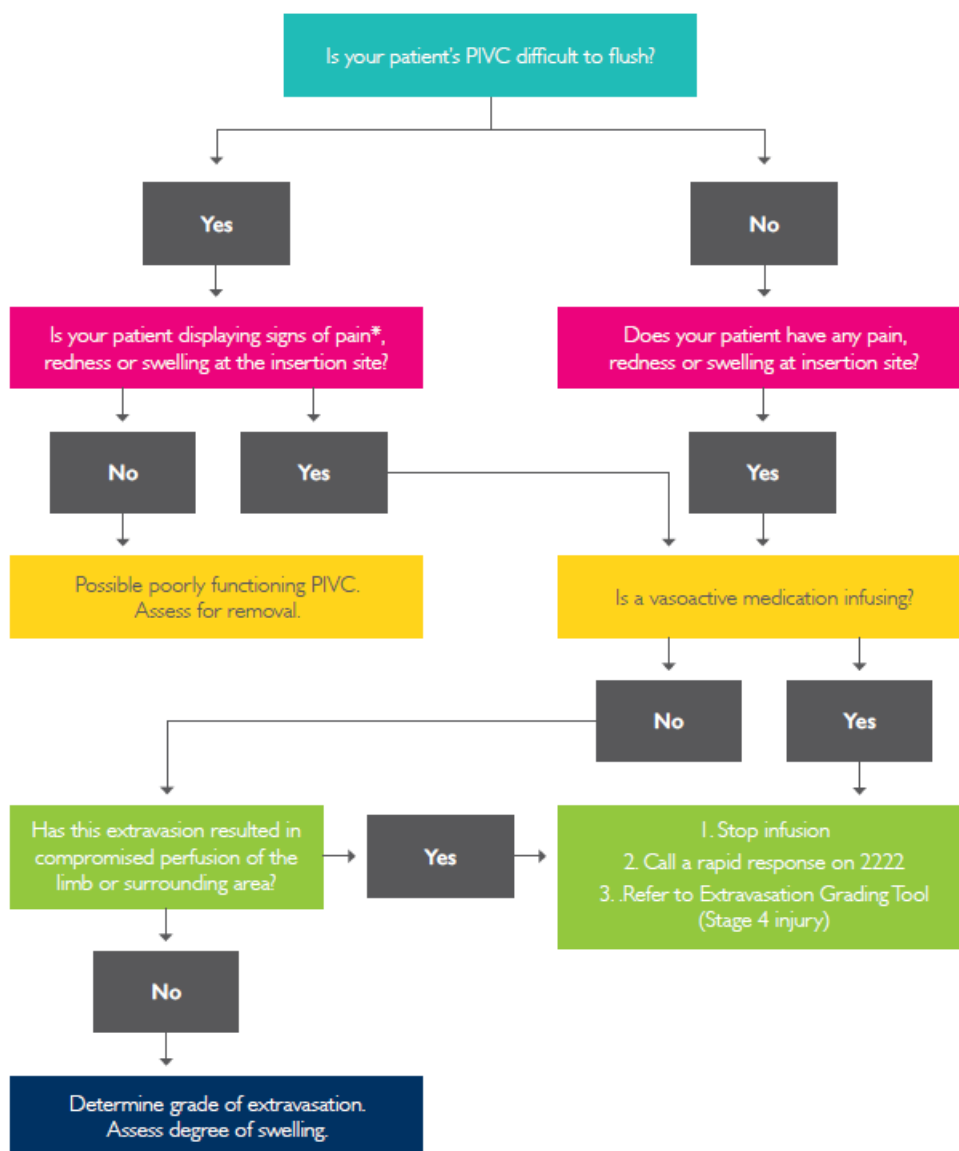 Is your patient's PIVC difficult to flush?
Yes
No
Is your patient displaying signs of pain*,
redness or swelling at the insertion site?
Does your patient have any pain,
redness or swelling at insertion site?
No
Yes
Yes
Possible poorly functioning PIVC.
Assess for removal.
Is a vasoactive medication infusing?
No
Yes
Has this extravasion resulted in
compromised perfusion of the
limb or surrounding area?
Yes
1. Stop infusion
2. Call a rapid response on 2222
3. .Refer to Extravasation Grading Tool
(Stage 4 injury)
No
Determine grade of extravasation.
Assess degree of swelling.